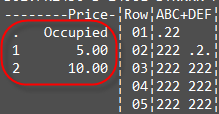 --------Price-¦Row¦ABC+DEF¦
.   Occupied  ¦ 01¦.22
1       5.00  ¦ 02¦222 .2.¦
2      10.00  ¦ 03¦222 222¦
              ¦ 04¦222 222¦
              ¦ 05¦222 222¦